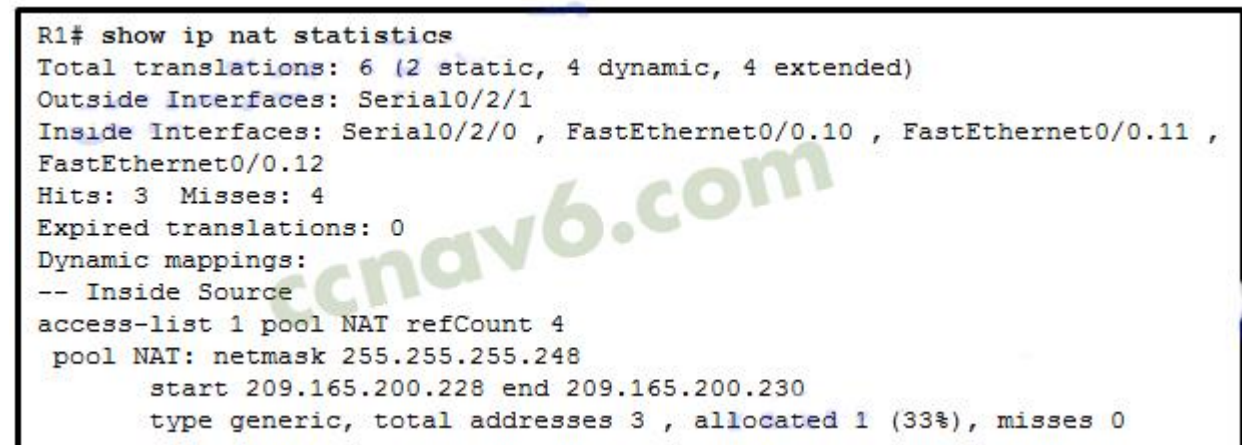 R1# show ip nat statistics
Total translations: 6 (2 static, 4 dynamic, 4 extended)
Outside Interfaces: Serial0/2/1
Inside Interfaces: Serial0/2/0 , FastEthernet0/0.10 , FastEthernet0/0.11 ,
FastEthernet0/0.12
Hits: 3  Misses: 4
Expired translations: 0
Dynamic mappings:
-- Inside Source
access-list 1 pool NAT refCount 4
 pool NAT: netmask 255.255.255.248
       start 209.165.200.228 end 209.165.200.230
       type generic, total addresses 3 , allocated 1 (33%), misses 0
ccnav6.com